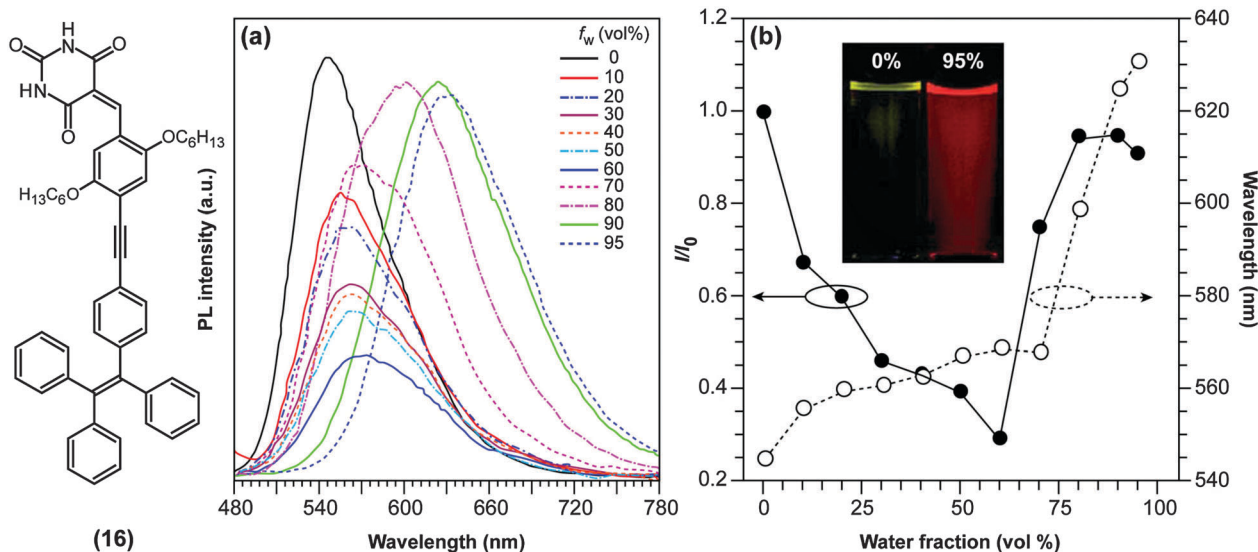 O
H
N
O
O
NH
O
OC6H13
H13C6O
(16)
(a)
PL intensity (a.u.)
fw (vol%)
0
10
20
30
40
50
60
70
80
90
95
480 540 600 660 720 780
Wavelength (nm)
(b)
0% 95%
I/I0
1.2
1.0
0.8
0.6
0.4
0.2
Wavelength (nm)
640
620
600
580
560
540
0 25 50 75 100
Water fraction (vol %)